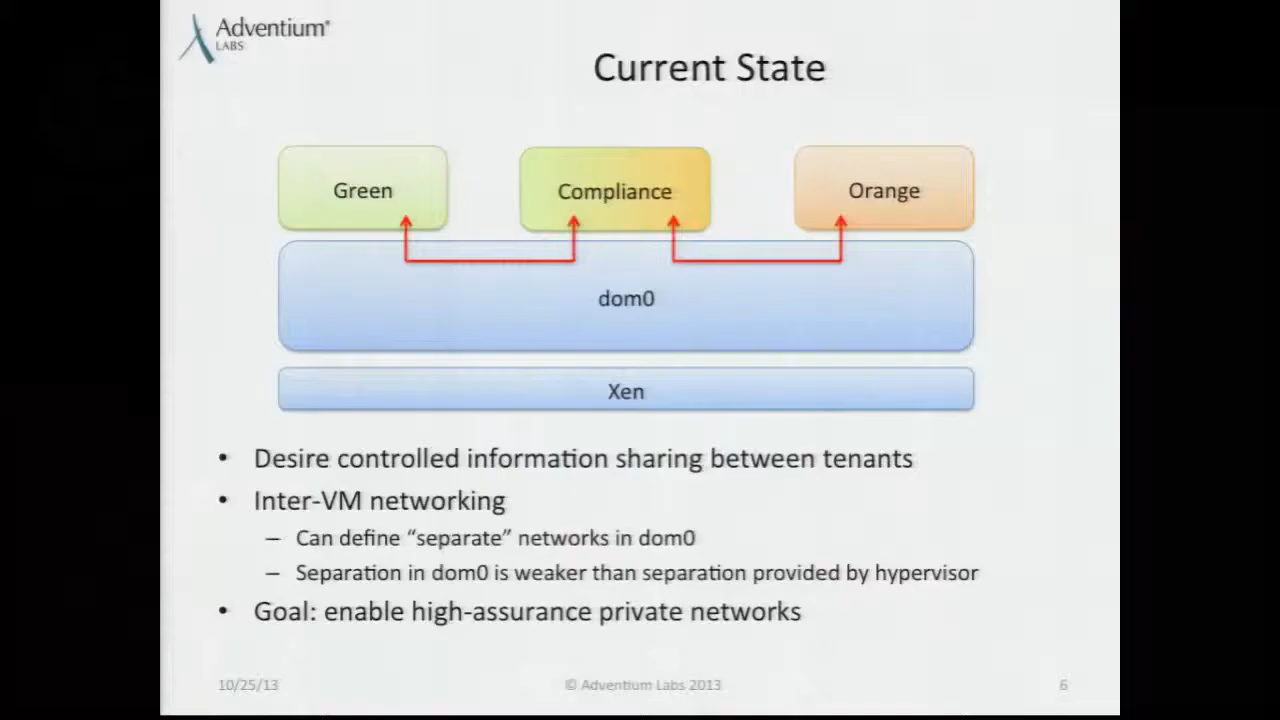 Adventium®
LABS
Current State
Green
Compliance
Orange
dom0
Xen
• Desire controlled information sharing between tenants
• Inter-VM networking
– Can define “separate” networks in dom0
– Separation in dom0 is weaker than separation provided by hypervisor
• Goal: enable high-assurance private networks
10/25/13
© Adventium Labs 2013
6